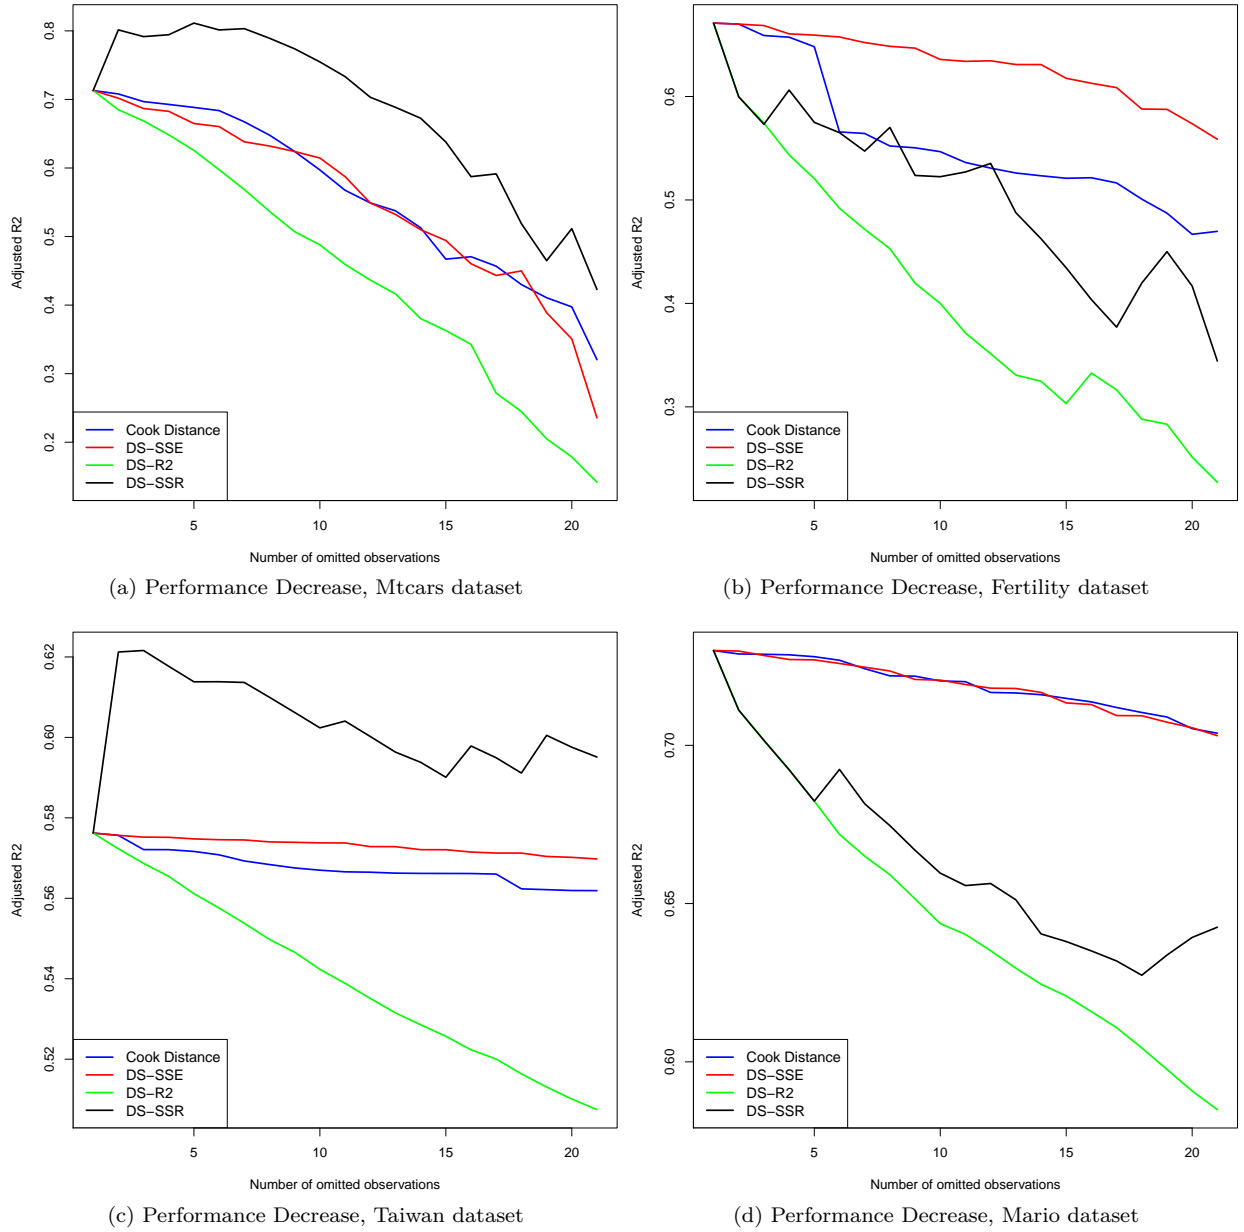 Adjusted R2
0.8
0.7
0.6
0.5
0.4
0.3
0.2
Cook Distance
DS−SSE
DS−R2
DS−SSR
5
10
15
20
Number of omitted observations
(a) Performance Decrease, Mtcars dataset
Adjusted R2
0.6
0.5
0.4
0.3
Cook Distance
DS−SSE
DS−R2
DS−SSR
5
10
15
20
Number of omitted observations
(b) Performance Decrease, Fertility dataset
Adjusted R2
0.62
0.60
0.58
0.56
0.54
0.52
Cook Distance
DS−SSE
DS−R2
DS−SSR
5
10
15
20
Number of omitted observations
(c) Performance Decrease, Taiwan dataset
Adjusted R2
0.70
0.65
0.60
Cook Distance
DS−SSE
DS−R2
DS−SSR
5
10
15
20
Number of omitted observations
(d) Performance Decrease, Mario dataset